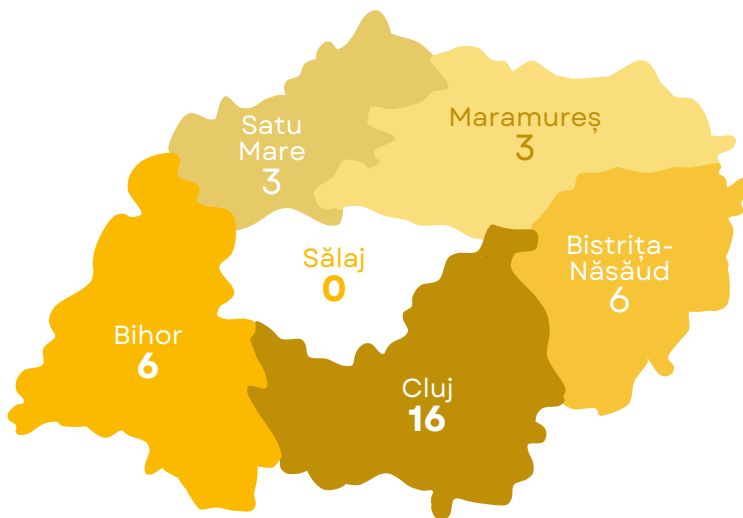 Satu
Mare
3
Maramureș
3
Sălaj
0
Bistrița-
Năsăud
6
Bihor
6
Cluj
16